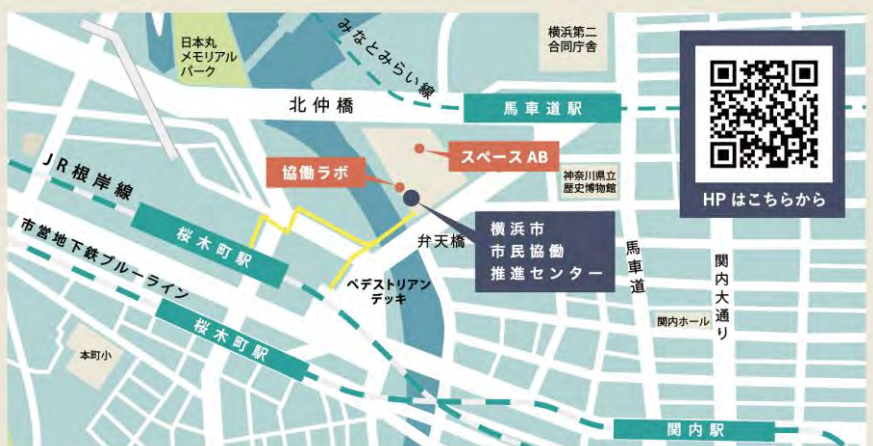 日本丸
メモリアル
パーク
みなとみらい線
横浜第二
合同庁舎
北仲橋
馬車道駅
スペースAB
協働ラボ
神奈川県立
歴史博物館
HPはこちらから
JR根岸線
桜木町駅
横浜市
市民協働
推進センター
弁天橋
馬車道
関内大通り
市営地下鉄ブルーライン
ペデストリアン
デッキ
桜木町駅
関内ホール
本町小
関内駅